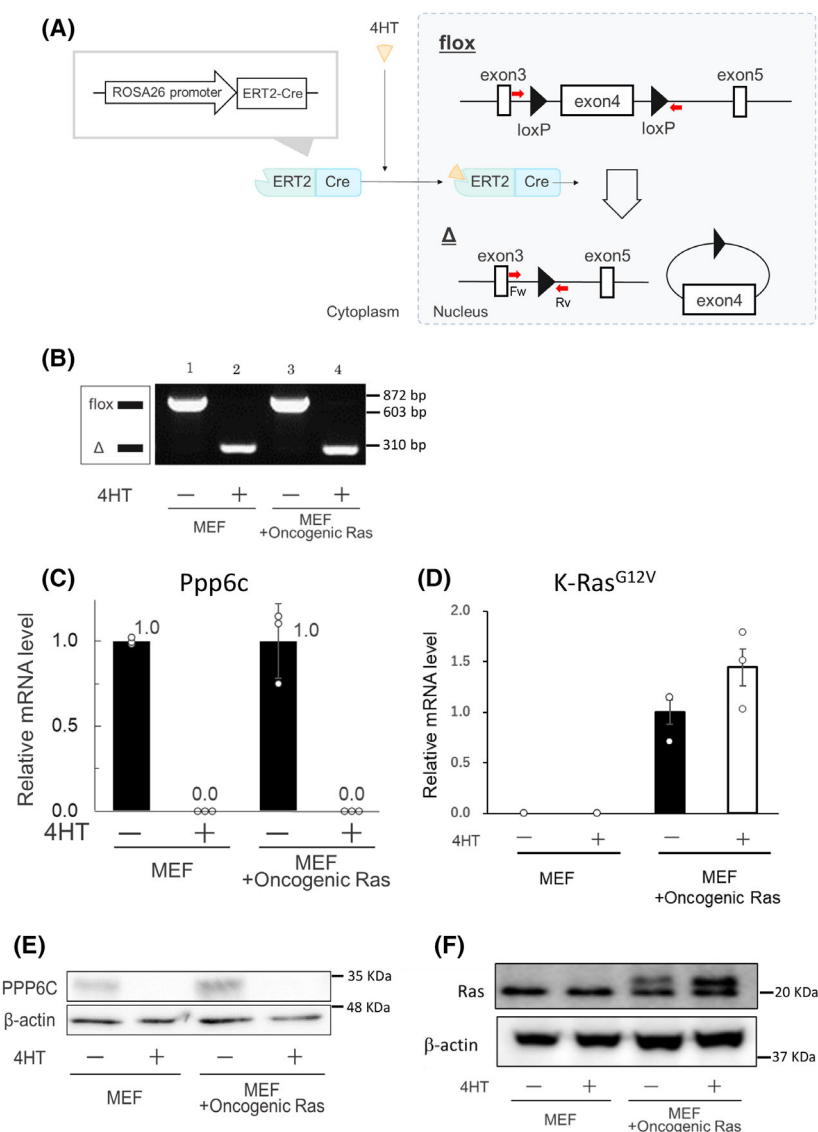 (A)
4HT
flox
ROSA26 promoter
ERT2-Cre
exon3
exon4
exon5
loxP
loxP
ERT2 Cre
ERT2 Cre
Δ
exon3
exon5
Fw
Rv
exon4
Cytoplasm
Nucleus
(B)
1 2 3 4
flox
Δ
872 bp
603 bp
310 bp
4HT − + − +
MEF
MEF
+Oncogenic Ras
(C)
Ppp6c
Relative mRNA level
1.0
0.5
0.0
1.0
0.0
1.0
0.0
4HT − + − +
MEF
MEF
+Oncogenic Ras
(D)
K-RasG12V
Relative mRNA level
2.0
1.5
1.0
0.5
0.0
4HT − + − +
MEF
MEF
+Oncogenic Ras
(E)
PPP6C
35 KDa
48 KDa
β-actin
4HT − + − +
MEF
MEF
+Oncogenic Ras
(F)
Ras
20 KDa
β-actin
37 KDa
4HT − + − +
MEF
MEF
+Oncogenic Ras